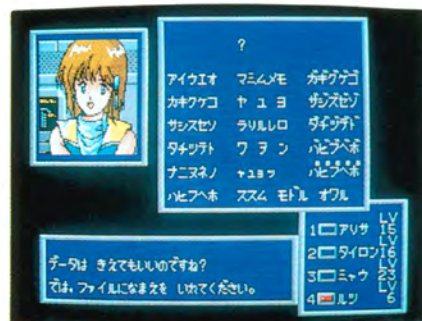 ?
アイウエオ マミムメモ ガギグゲゴ
カキクケコ ヤ ユ ヨ ザジズゼゾ
サシスセソ ラリルレロ ダヂヅデド
タチツテト ワ ヲ ン バビブベボ
ナニヌネノ ャュョッ パピプペポ
ハヒフヘホ ススム モドル オワル
LV
1 アリサ 15
LV
2 タイロン 16
LV
3 ミャウ 23
LV
4 ルツ 6
データは きえてもいいのですね?
では、ファイルになまえを いれてください。